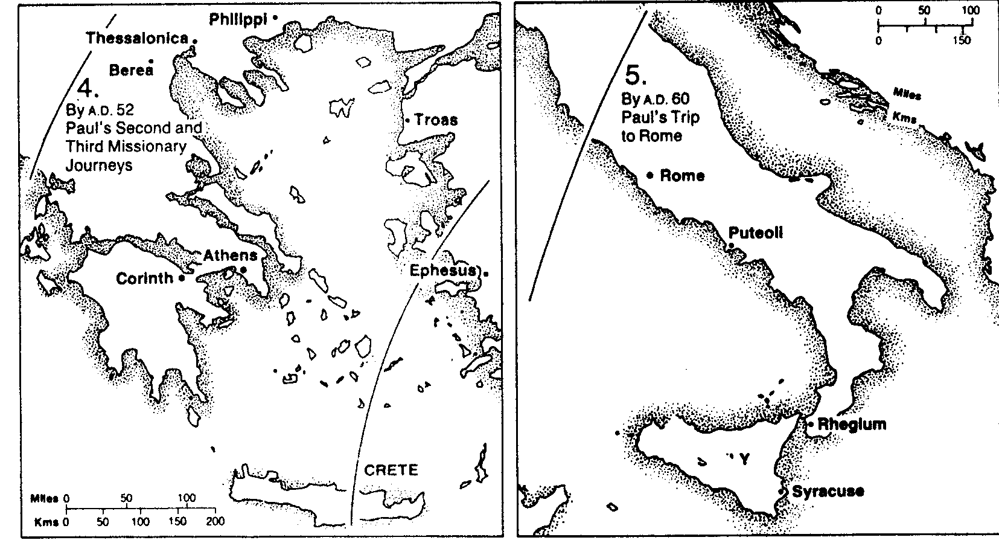 Philippi
Thessalonica
Berea
4.
By A.D. 52
Paul's Second and
Third Missionary
Journeys
Troas
Athens
Corinth
Ephesus
CRETE
Miles 0 50 100
Kms 0 50 100 150 200
0 50 100
0 150
Miles
Kms
5.
By A.D. 60
Paul's Trip
to Rome
Rome
Puteoli
Rhegium
Y
Syracuse